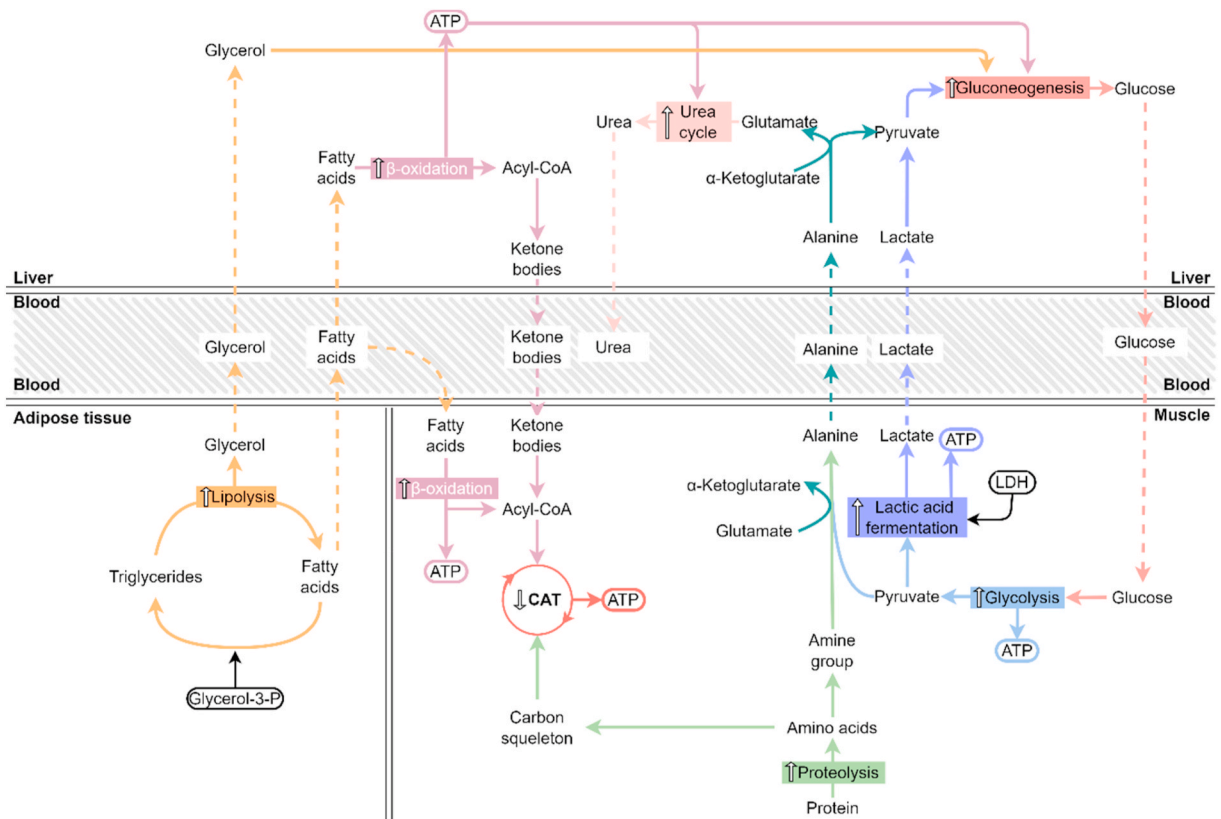 ATP
Glycerol
⇧Gluconeogenesis
Glucose
Urea
⇧ Urea
cycle
Glutamate
Pyruvate
Fatty
acids
⇧β-oxidation
Acyl-CoA
α-Ketoglutarate
Ketone
bodies
Alanine
Lactate
Liver
Liver
Blood
Blood
Glycerol
Fatty
acids
Ketone
bodies
Urea
Alanine
Lactate
Glucose
Blood
Blood
Adipose tissue
Muscle
Glycerol
Fatty
acids
Ketone
bodies
Alanine
Lactate
ATP
⇧Lipolysis
⇧β-oxidation
α-Ketoglutarate
LDH
Acyl-CoA
⇧ Lactic acid
fermentation
Glutamate
Triglycerides
Fatty
acids
ATP
⇩ CAT
ATP
Pyruvate
⇧Glycolysis
Glucose
ATP
Amine
group
Glycerol-3-P
Carbon
squeleton
Amino acids
⇧Proteolysis
Protein